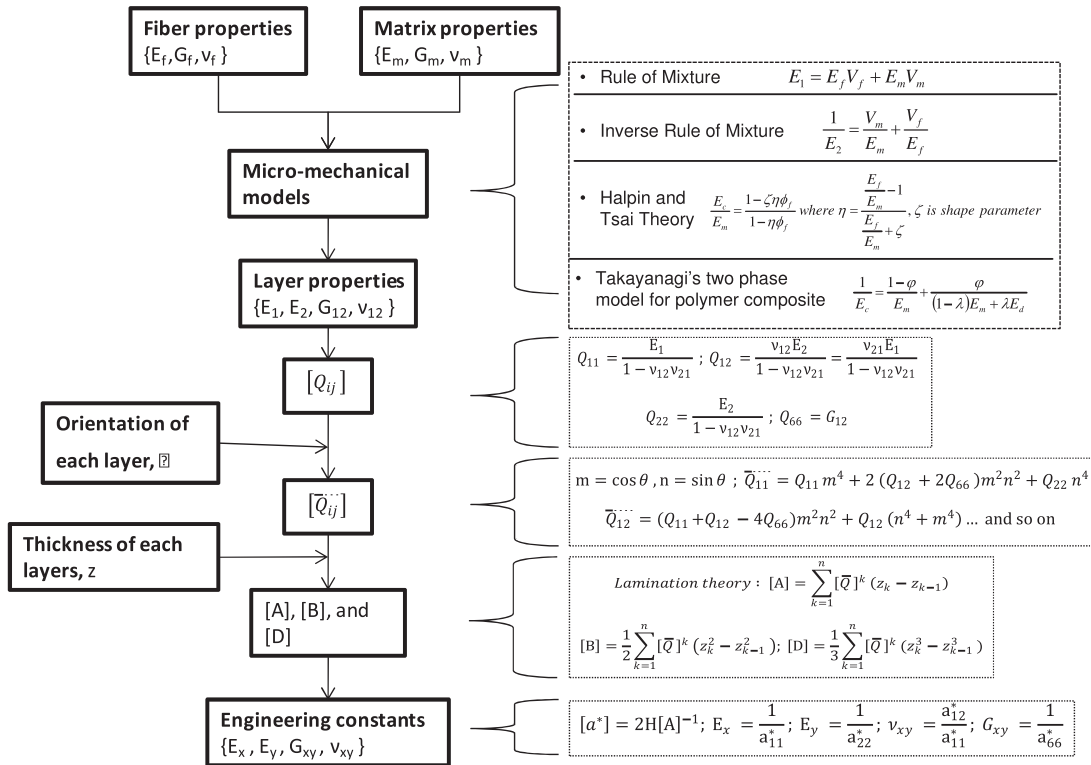 Fiber properties
{E_f,G_f,ν_f }
Matrix properties
{E_m, G_m, ν_m }
Micro-mechanical
models
• Rule of Mixture E_1 = E_f V_f + E_m V_m
• Inverse Rule of Mixture 1/E_2 = V_m/E_m + V_f/E_f
• Halpin and
Tsai Theory E_c/E_m = (1−ζηϕ_f)/(1−ηϕ_f) where η = (E_f/E_m −1)/(E_f/E_m + ζ), ζ is shape parameter
• Takayanagi's two phase
model for polymer composite 1/E_c = (1−φ)/E_m + φ/((1−λ)E_m + λE_d)
Layer properties
{E_1, E_2, G_12, ν_12 }
[Q_ij]
Q_11 = E_1/(1 − ν_12ν_21) ; Q_12 = ν_12E_2/(1 − ν_12ν_21) = ν_21E_1/(1 − ν_12ν_21)
Q_22 = E_2/(1 − ν_12ν_21) ; Q_66 = G_12
Orientation of
each layer, 
[Q̅_ij]
m = cos θ , n = sin θ ; Q̅_11 = Q_11 m^4 + 2 (Q_12 + 2Q_66 )m^2n^2 + Q_22 n^4
Q̅_12 = (Q_11 +Q_12 − 4Q_66)m^2n^2 + Q_12 (n^4 + m^4) … and so on
Thickness of each
layers, z
[A], [B], and
[D]
Lamination theory : [A] = ∑_{k=1}^{n} [Q̅ ]^k (z_k − z_{k−1})
[B] = 1/2 ∑_{k=1}^{n} [Q̅ ]^k (z_k^2 − z_{k−1}^2); [D] = 1/3 ∑_{k=1}^{n} [Q̅ ]^k (z_k^3 − z_{k−1}^3)
Engineering constants
{E_x , E_y, G_xy, ν_xy }
[a*] = 2H[A]^−1; E_x = 1/a*_11; E_y = 1/a*_22; ν_xy = a*_12/a*_11; G_xy = 1/a*_66